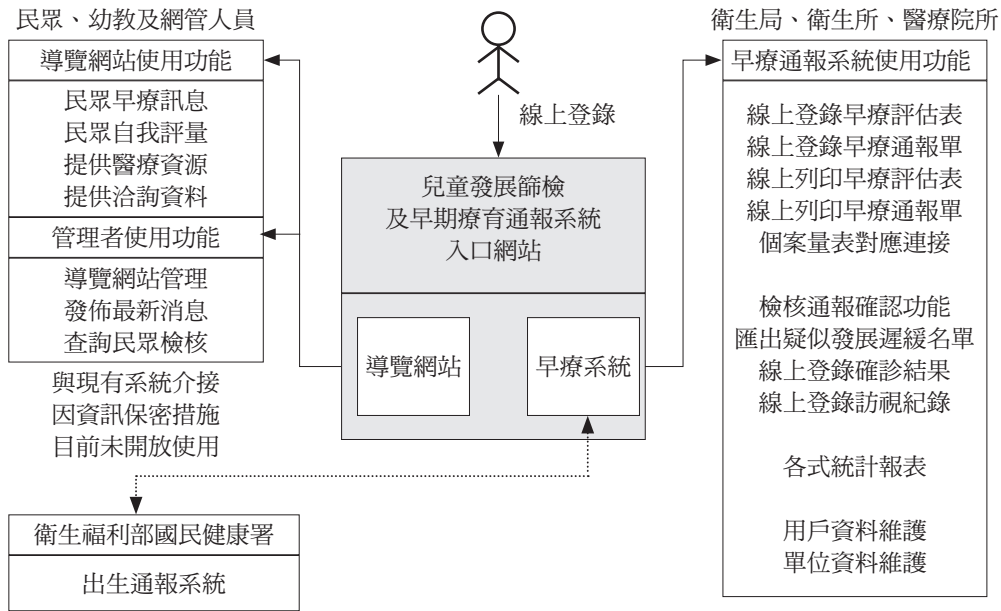 民眾、幼教及網管人員
導覽網站使用功能
民眾早療訊息
民眾自我評量
提供醫療資源
提供洽詢資料
管理者使用功能
導覽網站管理
發佈最新消息
查詢民眾檢核
與現有系統介接
因資訊保密措施
目前未開放使用
衛生福利部國民健康署
出生通報系統
線上登錄
兒童發展篩檢
及早期療育通報系統
入口網站
導覽網站
早療系統
衛生局、衛生所、醫療院所
早療通報系統使用功能
線上登錄早療評估表
線上登錄早療通報單
線上列印早療評估表
線上列印早療通報單
個案量表對應連接
檢核通報確認功能
匯出疑似發展遲緩名單
線上登錄確診結果
線上登錄訪視紀錄
各式統計報表
用戶資料維護
單位資料維護